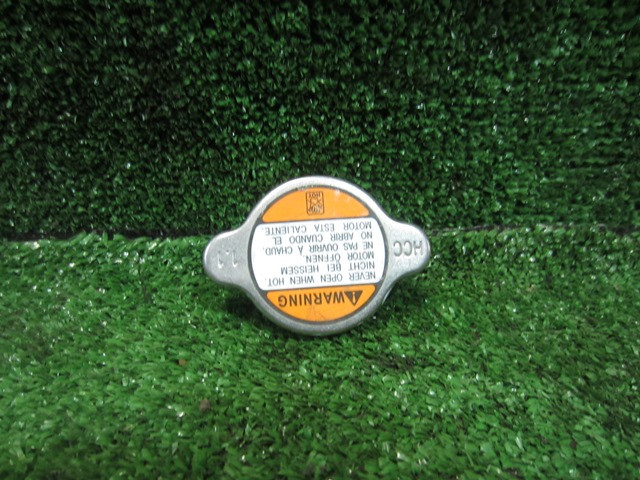 WARNING
NEVER OPEN WHEN HOT.
NICHT BEI HEISSEM
MOTOR ÖFFNEN.
NE PAS OUVRIR À CHAUD.
NO ABRIR CUANDO EL
MOTOR ESTA CALIENTE.
HCC
1.1